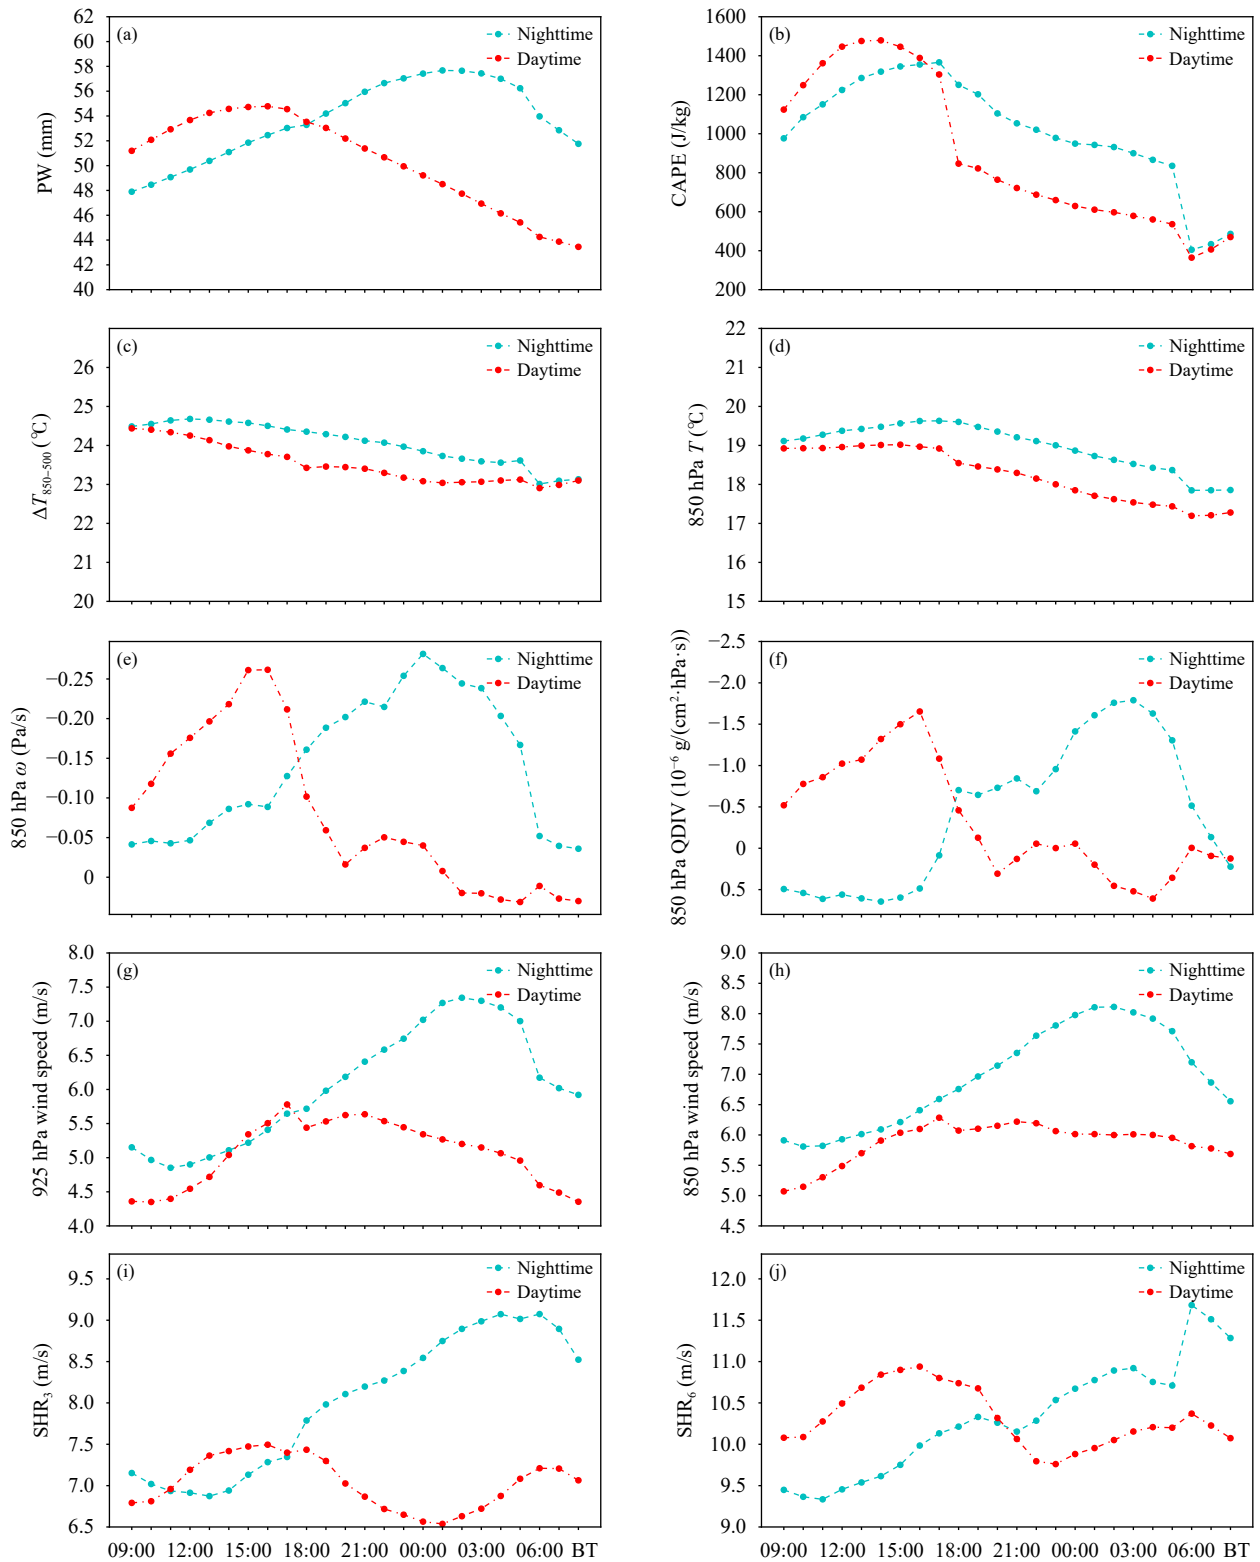 (a)
Nighttime
Daytime
PW (mm)
62
60
58
56
54
52
50
48
46
44
42
40
(b)
Nighttime
Daytime
CAPE (J/kg)
1600
1400
1200
1000
800
600
400
200
(c)
Nighttime
Daytime
ΔT850−500 (℃)
26
25
24
23
22
21
20
(d)
Nighttime
Daytime
850 hPa T (℃)
22
21
20
19
18
17
16
15
(e)
Nighttime
Daytime
850 hPa ω (Pa/s)
−0.25
−0.20
−0.15
−0.10
−0.05
0
(f)
Nighttime
Daytime
850 hPa QDIV (10⁻⁶ g/(cm²·hPa·s))
−2.5
−2.0
−1.5
−1.0
−0.5
0
0.5
(g)
Nighttime
Daytime
925 hPa wind speed (m/s)
8.0
7.5
7.0
6.5
6.0
5.5
5.0
4.5
4.0
(h)
Nighttime
Daytime
850 hPa wind speed (m/s)
9.0
8.5
8.0
7.5
7.0
6.5
6.0
5.5
5.0
4.5
(i)
Nighttime
Daytime
SHR₃ (m/s)
9.5
9.0
8.5
8.0
7.5
7.0
6.5
09:00 12:00 15:00 18:00 21:00 00:00 03:00 06:00 BT
(j)
Nighttime
Daytime
SHR₆ (m/s)
12.0
11.5
11.0
10.5
10.0
9.5
9.0
09:00 12:00 15:00 18:00 21:00 00:00 03:00 06:00 BT